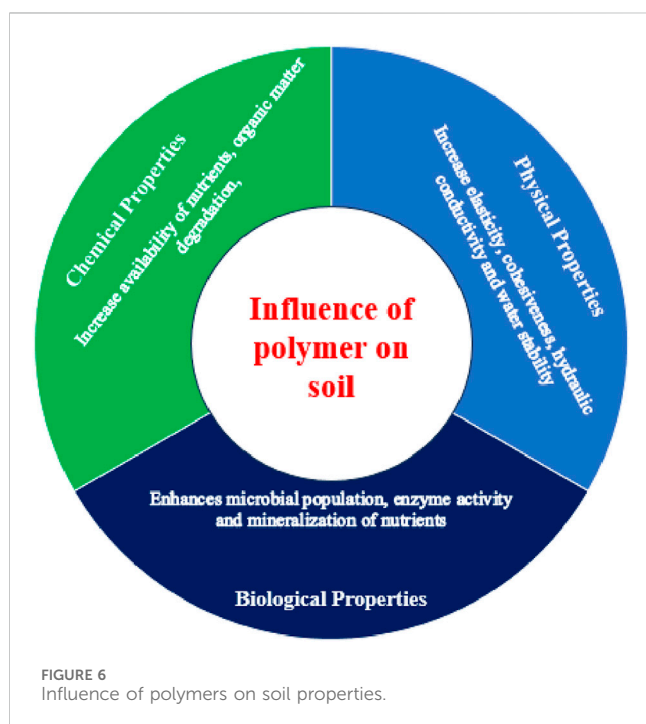 Chemical Properties
Increase availability of nutrients, organic matter
degradation,
Physical Properties
Increase elasticity, cohesiveness, hydraulic
conductivity and water stability
Influence of
polymer on
soil
Enhances microbial population, enzyme activity
and mineralization of nutrients
Biological Properties
FIGURE 6
Influence of polymers on soil properties.